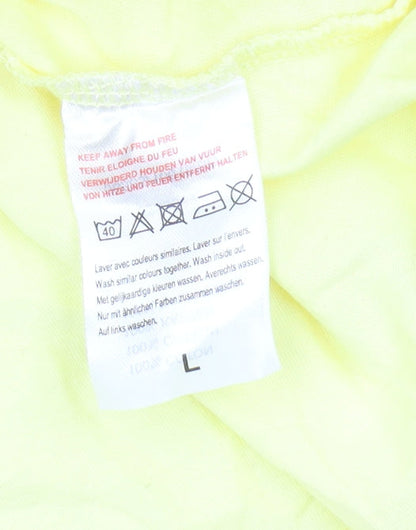 KEEP AWAY FROM FIRE
TENIR ELOIGNE DU FEU
VERWIJDERD HOUDEN VAN VUUR
VON HITZE UND FEUER ENTFERNT HALTEN
40
Laver avec couleurs similaires. Laver sur l'envers.
Wash similar colours together. Wash inside out.
Met gelijkaardige kleuren wassen. Averechts wassen.
Nur mit ähnlichen Farben zusammen waschen.
Auf links waschen.
L